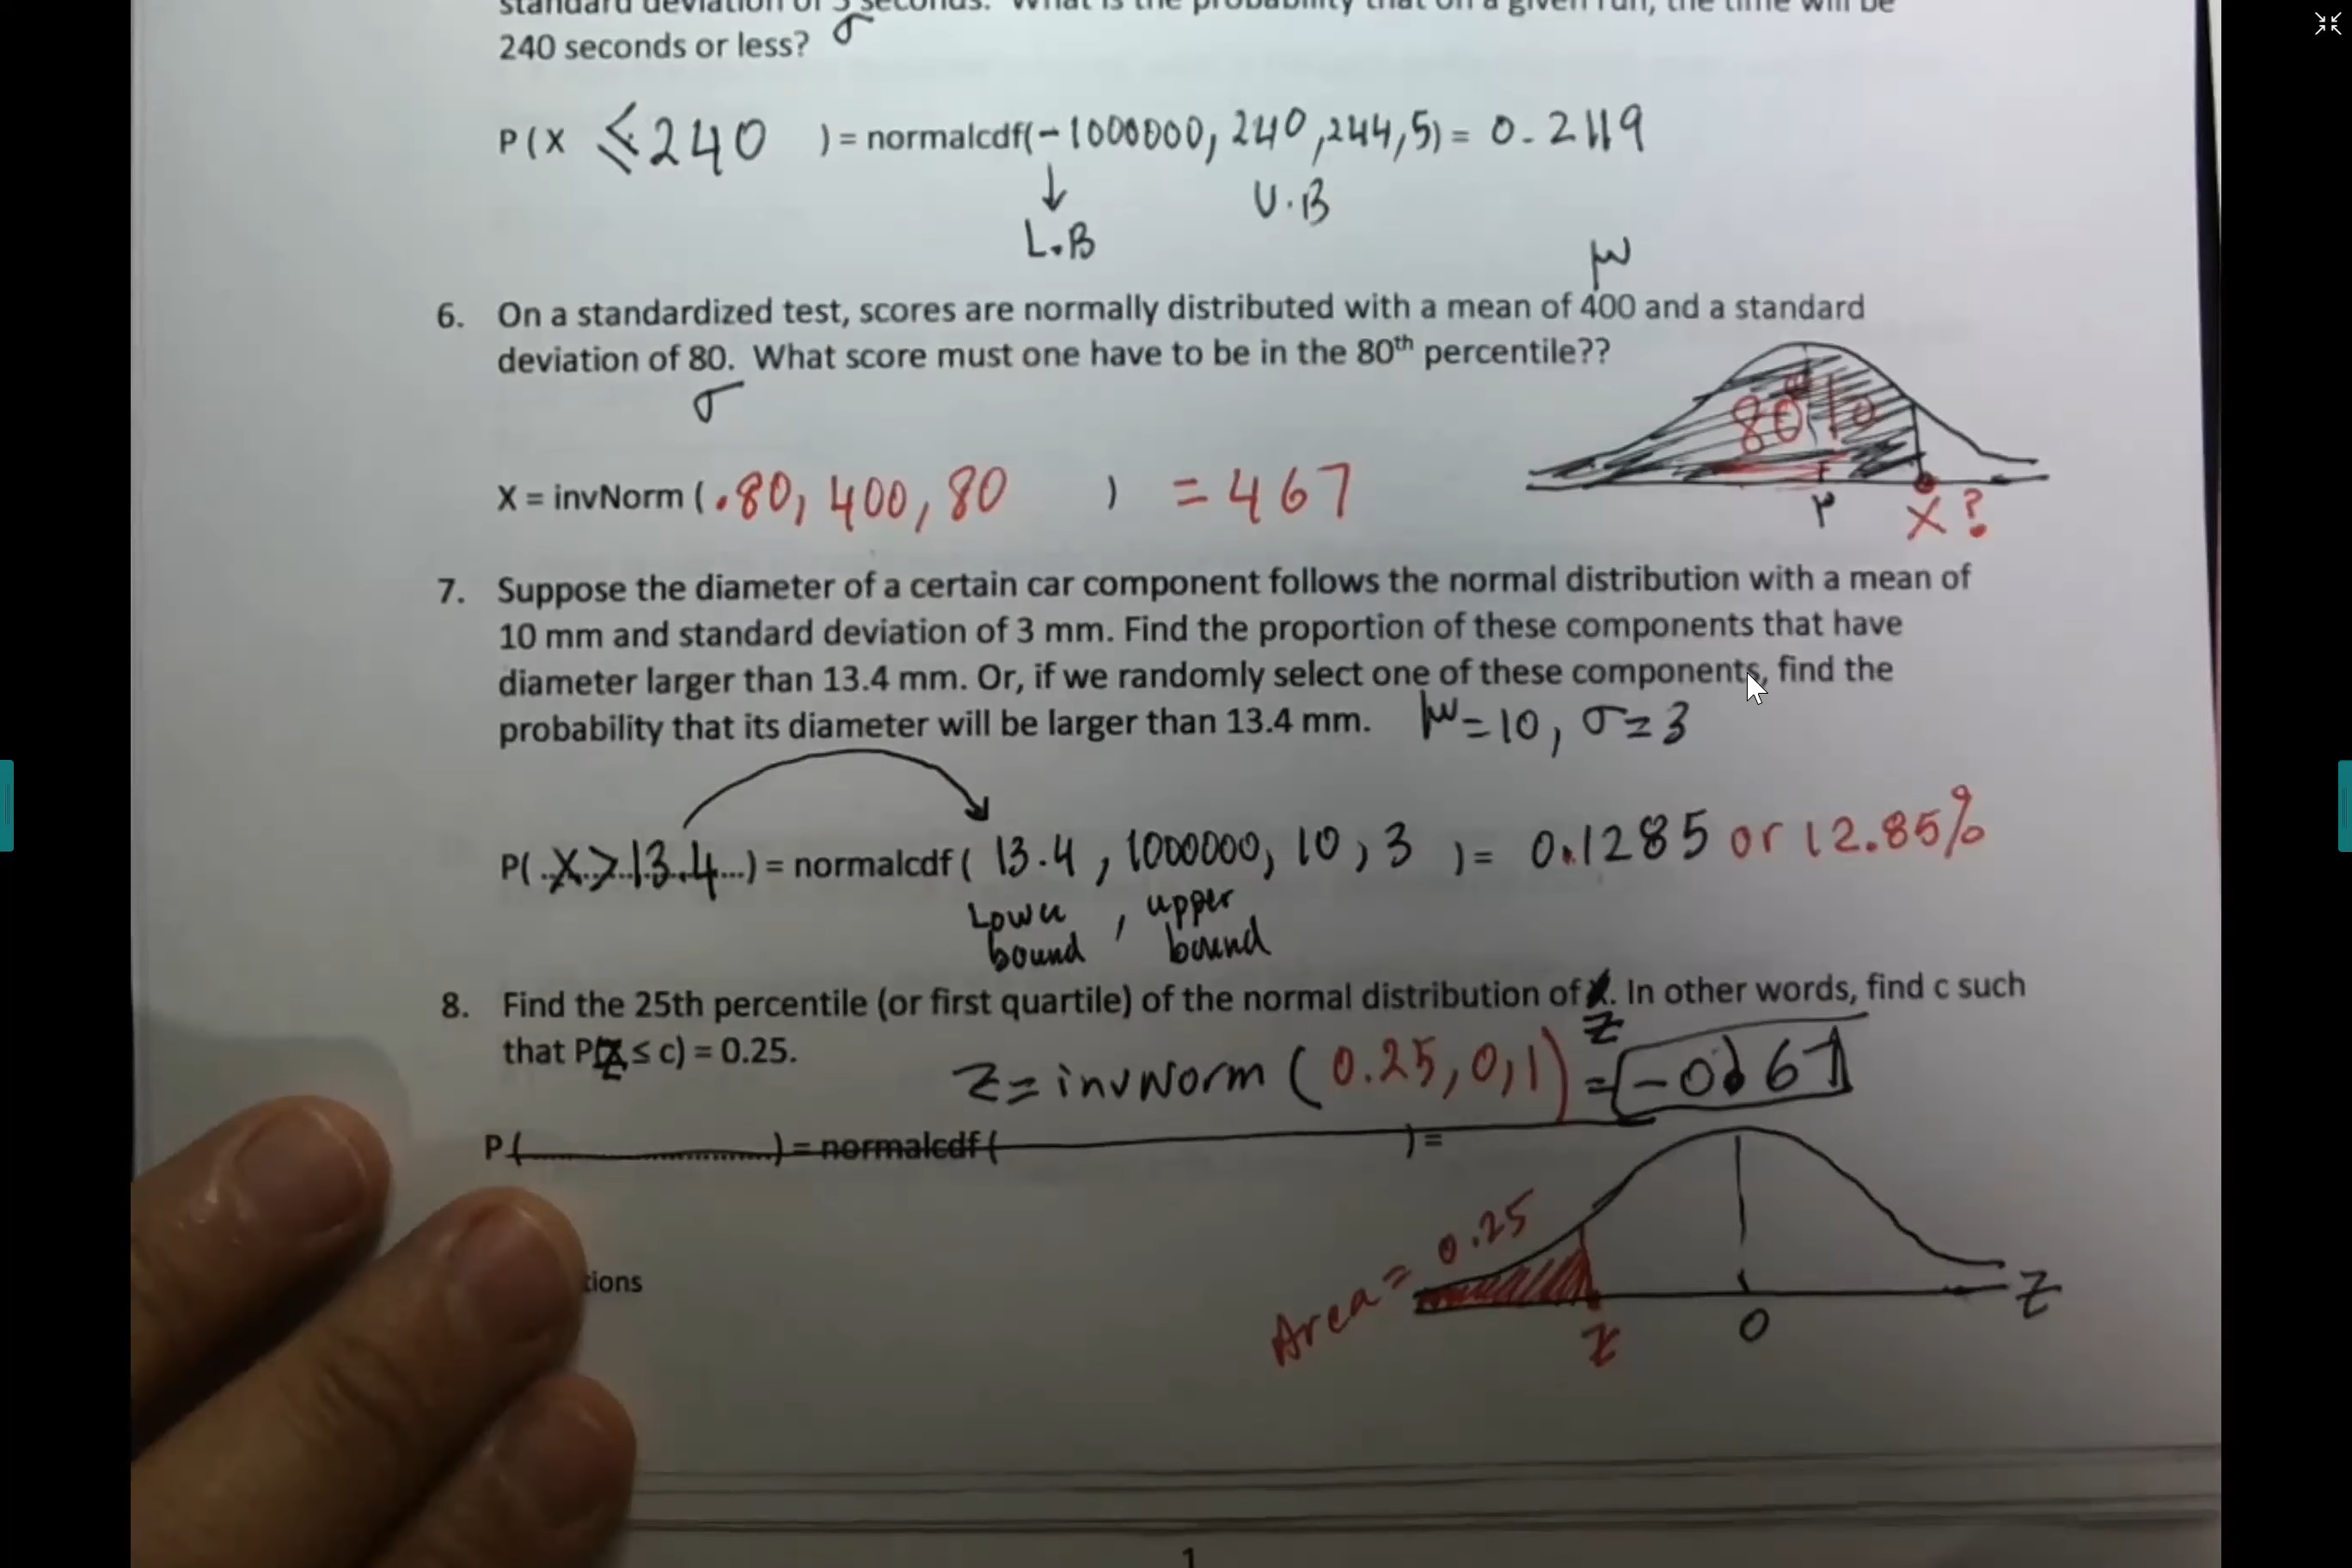 240 seconds or less? σ
P ( X ≤ 240 ) = normalcdf( -1000000, 240, 244, 5) = 0.2119
L.B U.B
μ
6. On a standardized test, scores are normally distributed with a mean of 400 and a standard
deviation of 80. What score must one have to be in the 80th percentile??
σ
80%
X = invNorm ( .80, 400, 80 ) = 467
μ X ?
7. Suppose the diameter of a certain car component follows the normal distribution with a mean of
10 mm and standard deviation of 3 mm. Find the proportion of these components that have
diameter larger than 13.4 mm. Or, if we randomly select one of these components, find the
probability that its diameter will be larger than 13.4 mm. μ=10, σ=3
P( X > 13.4 ...) = normalcdf ( 13.4 , 1000000, 10 , 3 ) = 0.1285 or 12.85%
Lower , upper
bound bound
8. Find the 25th percentile (or first quartile) of the normal distribution of Z. In other words, find c such
that P(Z ≤ c) = 0.25.
Z = invNorm ( 0.25, 0, 1 ) = -0.67
P (....................) = normalcdf ( ) =
Area = 0.25
Z 0 Z
tions
1